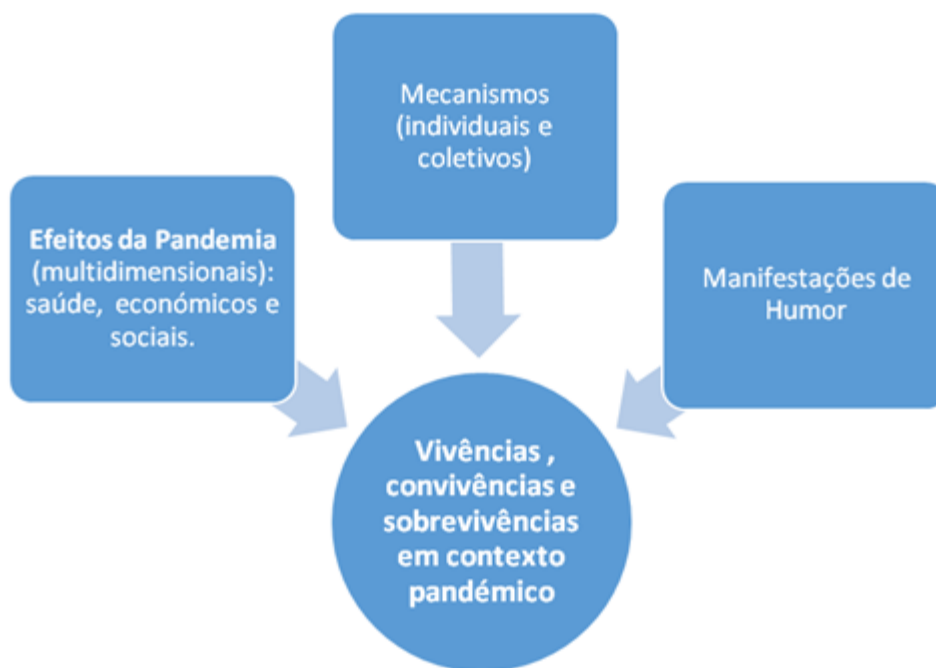 Mecanismos
(individuais e
coletivos)
Efeitos da Pandemia
(multidimensionais):
saúde, económicos e
sociais.
Manifestações de
Humor
Vivências ,
convivências e
sobrevivências
em contexto
pandémico